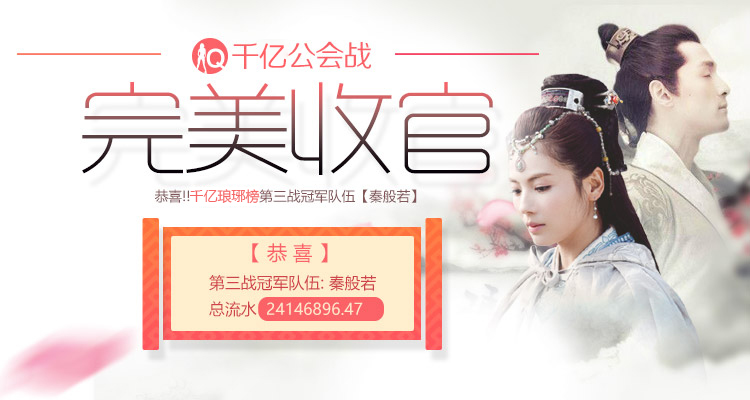 Q千亿公会战
完美收官
恭喜!!千亿琅琊榜第三战冠军队伍【秦般若】
【恭喜】
第三战冠军队伍: 秦般若
总流水 24146896.47